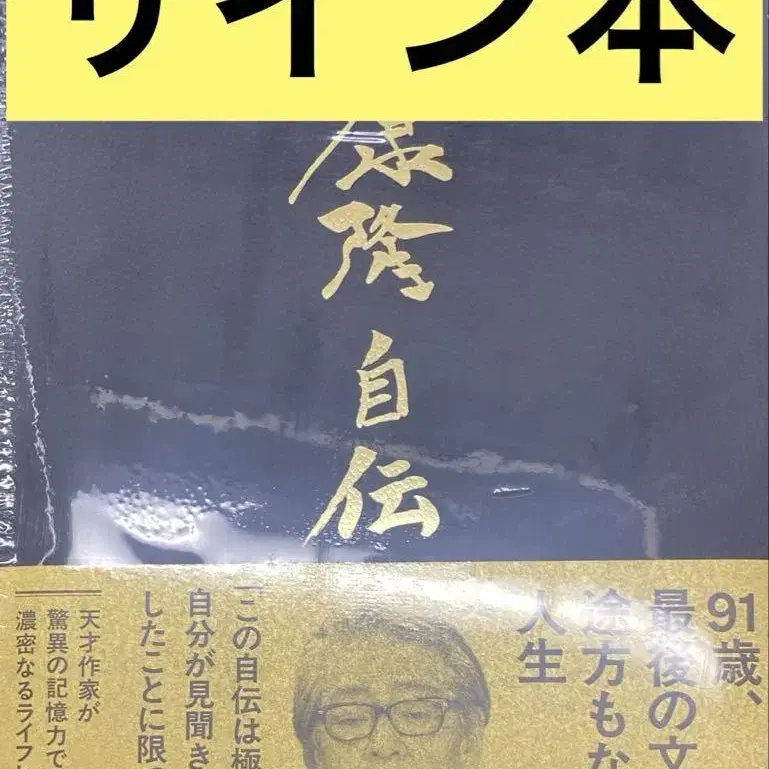 サイン本
康隆
自伝
91歳、
最後の文
途方もな
人生
「この自伝は極
自分が見聞き
したことに限
天才作家が
驚異の記憶力で
濃密なるライフ